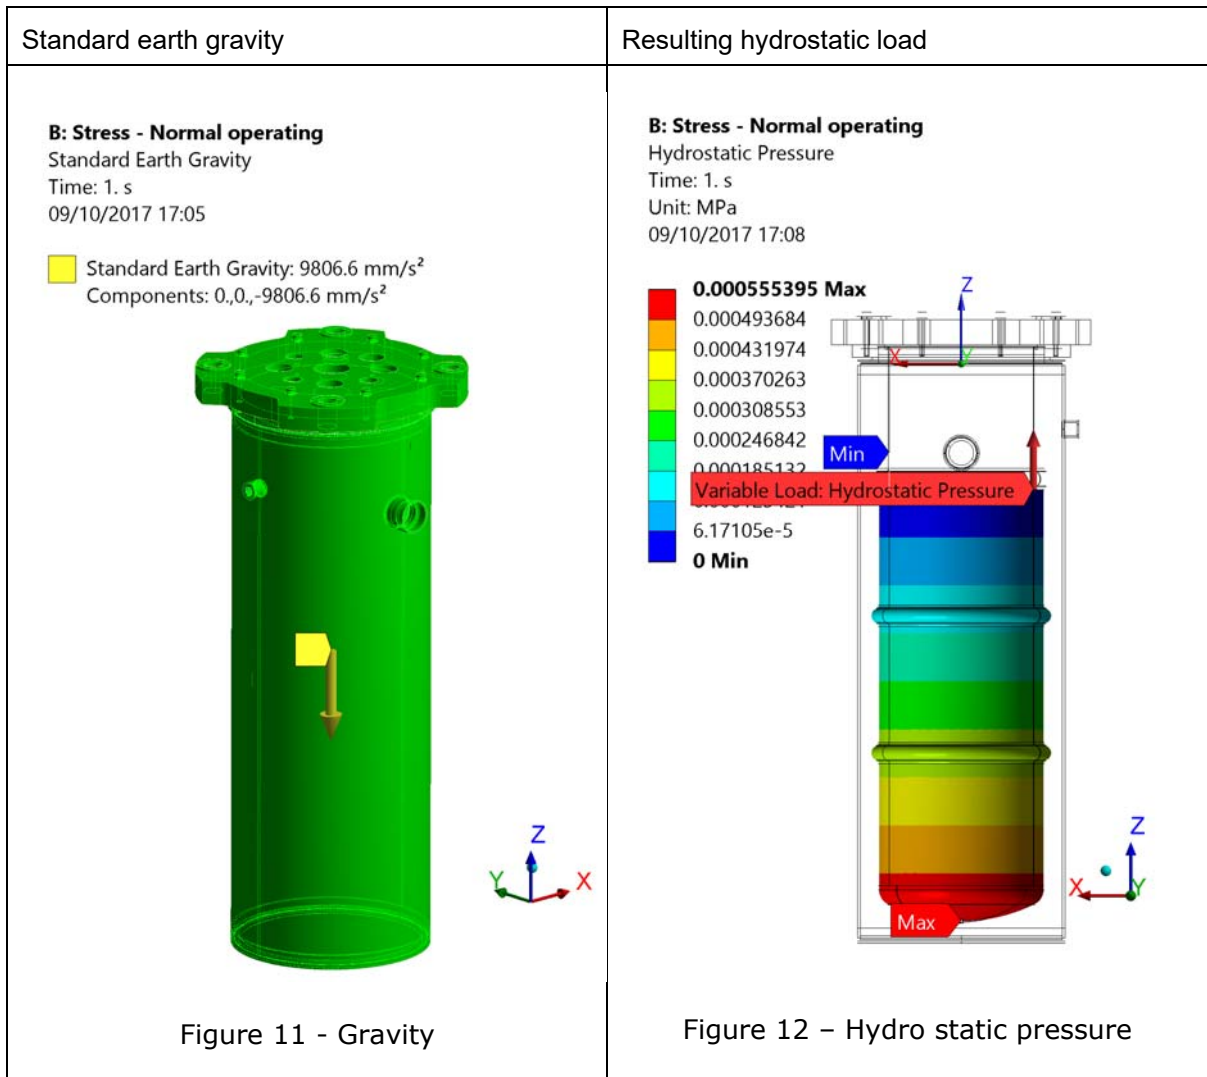 Standard earth gravity
Resulting hydrostatic load
B: Stress - Normal operating
Standard Earth Gravity
Time: 1. s
09/10/2017 17:05
Standard Earth Gravity: 9806.6 mm/s²
Components: 0.,0.,-9806.6 mm/s²
Z
Y
X
Figure 11 - Gravity
B: Stress - Normal operating
Hydrostatic Pressure
Time: 1. s
Unit: MPa
09/10/2017 17:08
0.000555395 Max
0.000493684
0.000431974
0.000370263
0.000308553
0.000246842
0.000185132
6.17105e-5
0 Min
Z
X
Y
Min
Variable Load: Hydrostatic Pressure
Max
Z
X
Y
Figure 12 – Hydro static pressure